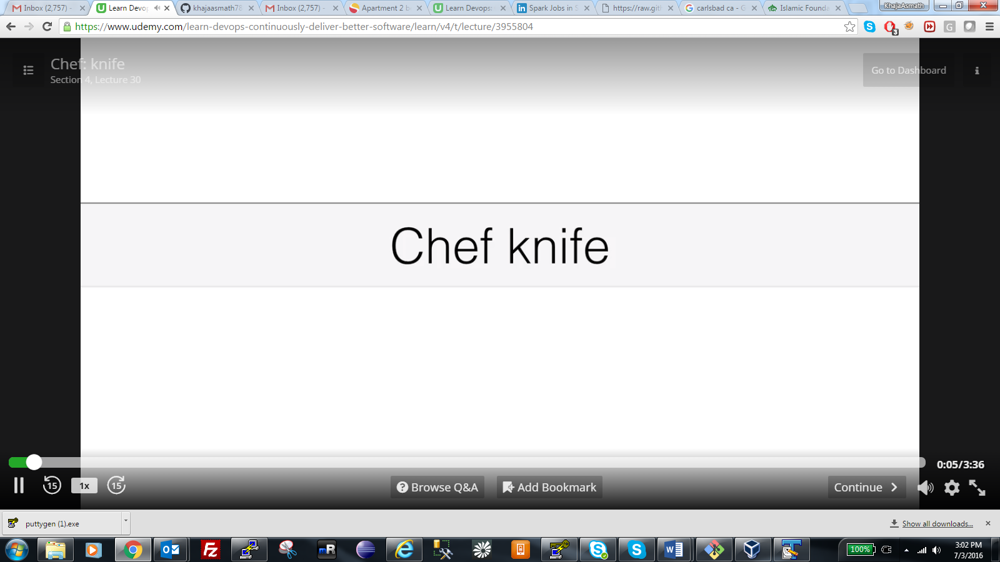 Inbox (2,757) -
Learn Devop
khajaasmath78
Inbox (2,757) -
Apartment 2 b
Learn Devops:
Spark Jobs in S
https://raw.git
carlsbad ca - G
Islamic Founda
KhajaAsmath
https://www.udemy.com/learn-devops-continuously-deliver-better-software/learn/v4/t/lecture/3955804
3
G
Chef: knife
Section 4, Lecture 30
Go to Dashboard
i
Chef knife
0:05/3:36
15
1x
15
Browse Q&A
Add Bookmark
Continue
puttygen (1).exe
Show all downloads...
100%
3:02 PM
7/3/2016